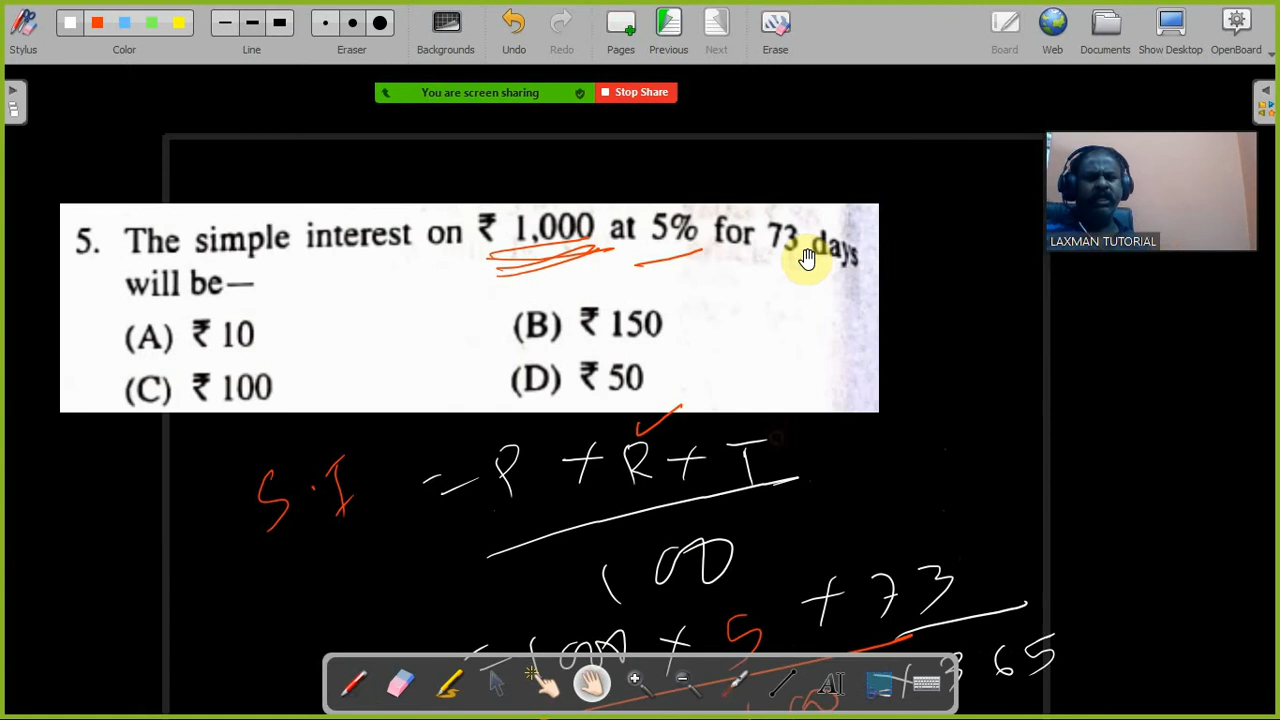 Stylus Color Line Eraser Backgrounds Undo Redo Pages Previous Next Erase Board Web Documents Show Desktop OpenBoard
You are screen sharing Stop Share
LAXMAN TUTORIAL
5. The simple interest on ₹ 1,000 at 5% for 73 days
will be—
(A) ₹ 10 (B) ₹ 150
(C) ₹ 100 (D) ₹ 50
S.I = P + R + T
100
= 1000 + 5 + 73
100 + 365